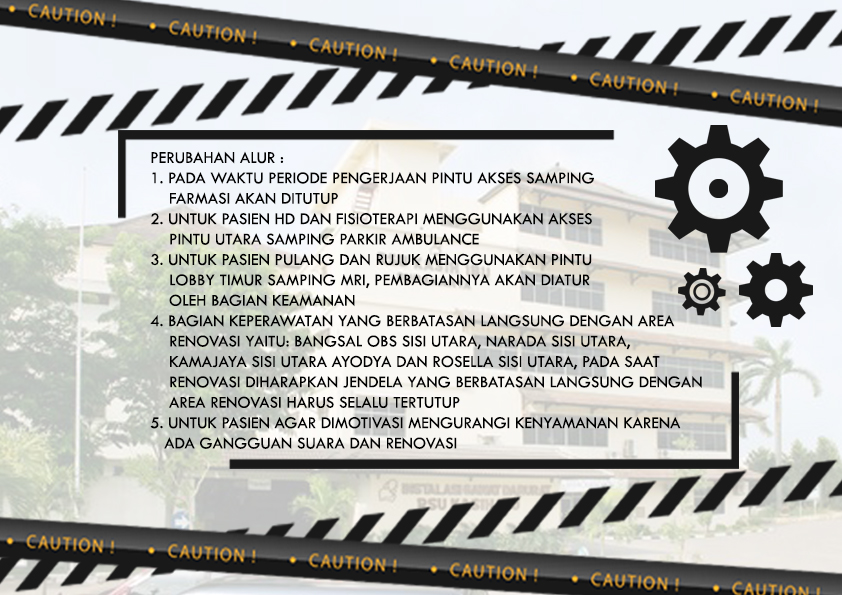 • CAUTION ! • CAUTION ! • CAUTION ! • CAUTION ! • CAUTION ! • CAUTION !
PERUBAHAN ALUR :
1. PADA WAKTU PERIODE PENGERJAAN PINTU AKSES SAMPING
FARMASI AKAN DITUTUP
2. UNTUK PASIEN HD DAN FISIOTERAPI MENGGUNAKAN AKSES
PINTU UTARA SAMPING PARKIR AMBULANCE
3. UNTUK PASIEN PULANG DAN RUJUK MENGGUNAKAN PINTU
LOBBY TIMUR SAMPING MRI, PEMBAGIANNYA AKAN DIATUR
OLEH BAGIAN KEAMANAN
4. BAGIAN KEPERAWATAN YANG BERBATASAN LANGSUNG DENGAN AREA
RENOVASI YAITU: BANGSAL OBS SISI UTARA, NARADA SISI UTARA,
KAMAJAYA SISI UTARA AYODYA DAN ROSELLA SISI UTARA, PADA SAAT
RENOVASI DIHARAPKAN JENDELA YANG BERBATASAN LANGSUNG DENGAN
AREA RENOVASI HARUS SELALU TERTUTUP
5. UNTUK PASIEN AGAR DIMOTIVASI MENGURANGI KENYAMANAN KARENA
ADA GANGGUAN SUARA DAN RENOVASI
INSTALASI GAWAT DARURAT
RSU
• CAUTION ! • CAUTION ! • CAUTION ! • CAUTION ! • CAUTION ! • CAUTION !